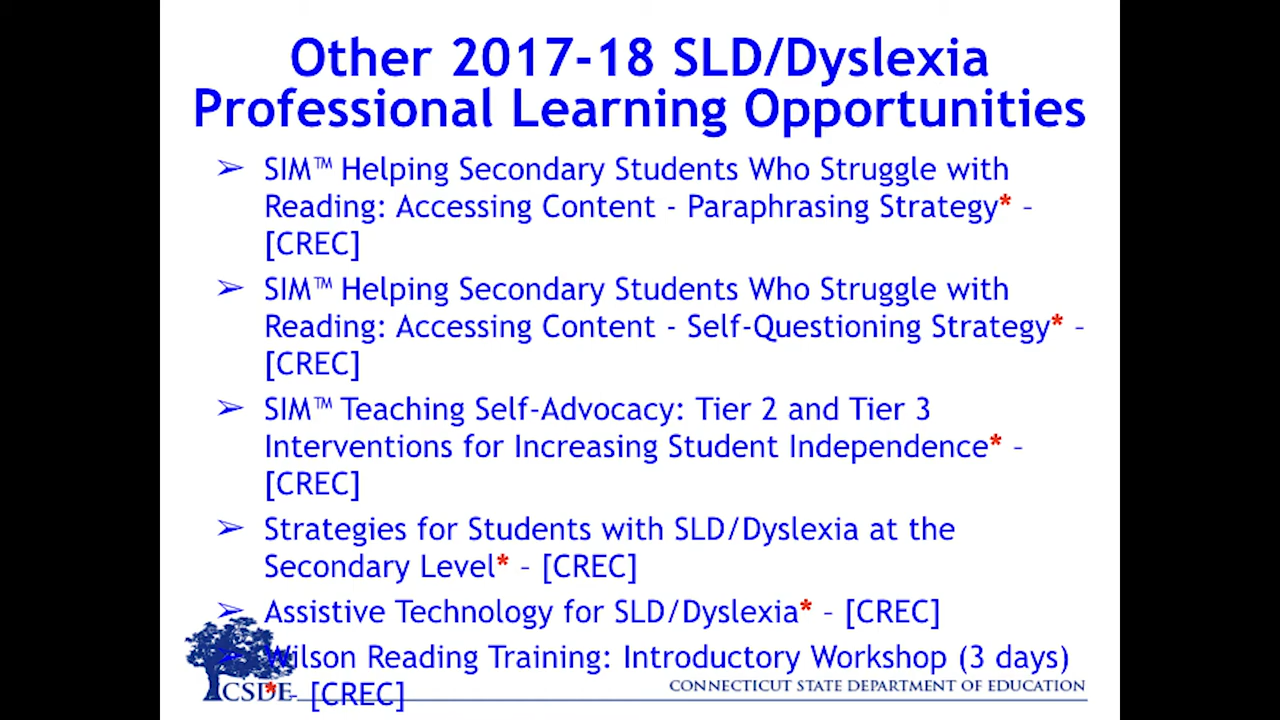 Other 2017-18 SLD/Dyslexia
Professional Learning Opportunities
➢ SIM™ Helping Secondary Students Who Struggle with
Reading: Accessing Content - Paraphrasing Strategy* –
[CREC]
➢ SIM™ Helping Secondary Students Who Struggle with
Reading: Accessing Content - Self-Questioning Strategy* –
[CREC]
➢ SIM™ Teaching Self-Advocacy: Tier 2 and Tier 3
Interventions for Increasing Student Independence* –
[CREC]
➢ Strategies for Students with SLD/Dyslexia at the
Secondary Level* – [CREC]
➢ Assistive Technology for SLD/Dyslexia* – [CREC]
➢ Wilson Reading Training: Introductory Workshop (3 days)
* – [CREC]
CSDE
CONNECTICUT STATE DEPARTMENT OF EDUCATION